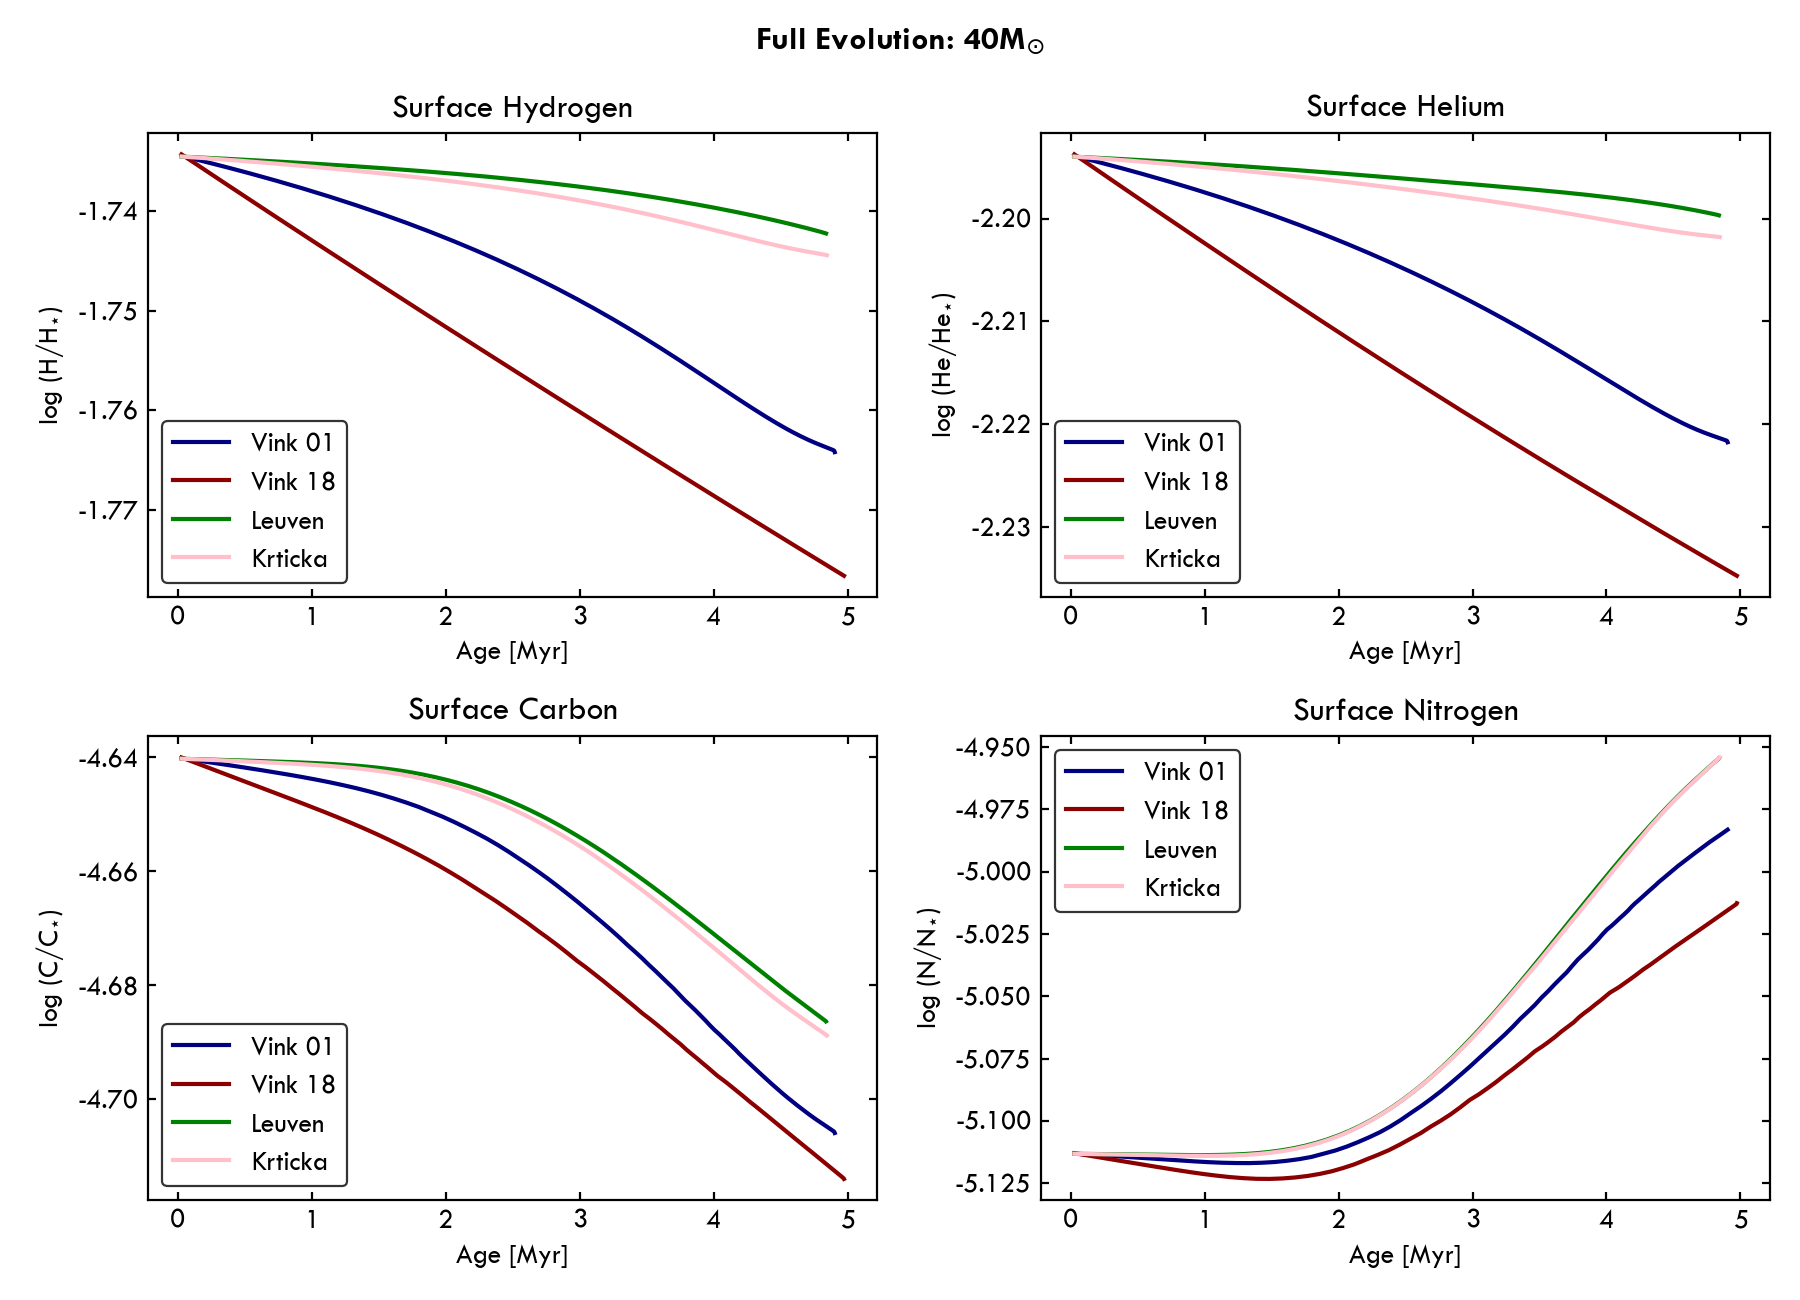 Full Evolution: 40M☉
Surface Hydrogen
-1.74
-1.75
-1.76
-1.77
log (H/H⋆)
Vink 01
Vink 18
Leuven
Krticka
0 1 2 3 4 5
Age [Myr]
Surface Helium
-2.20
-2.21
-2.22
-2.23
log (He/He⋆)
Vink 01
Vink 18
Leuven
Krticka
0 1 2 3 4 5
Age [Myr]
Surface Carbon
-4.64
-4.66
-4.68
-4.70
log (C/C⋆)
Vink 01
Vink 18
Leuven
Krticka
0 1 2 3 4 5
Age [Myr]
Surface Nitrogen
-4.950
-4.975
-5.000
-5.025
-5.050
-5.075
-5.100
-5.125
log (N/N⋆)
Vink 01
Vink 18
Leuven
Krticka
0 1 2 3 4 5
Age [Myr]